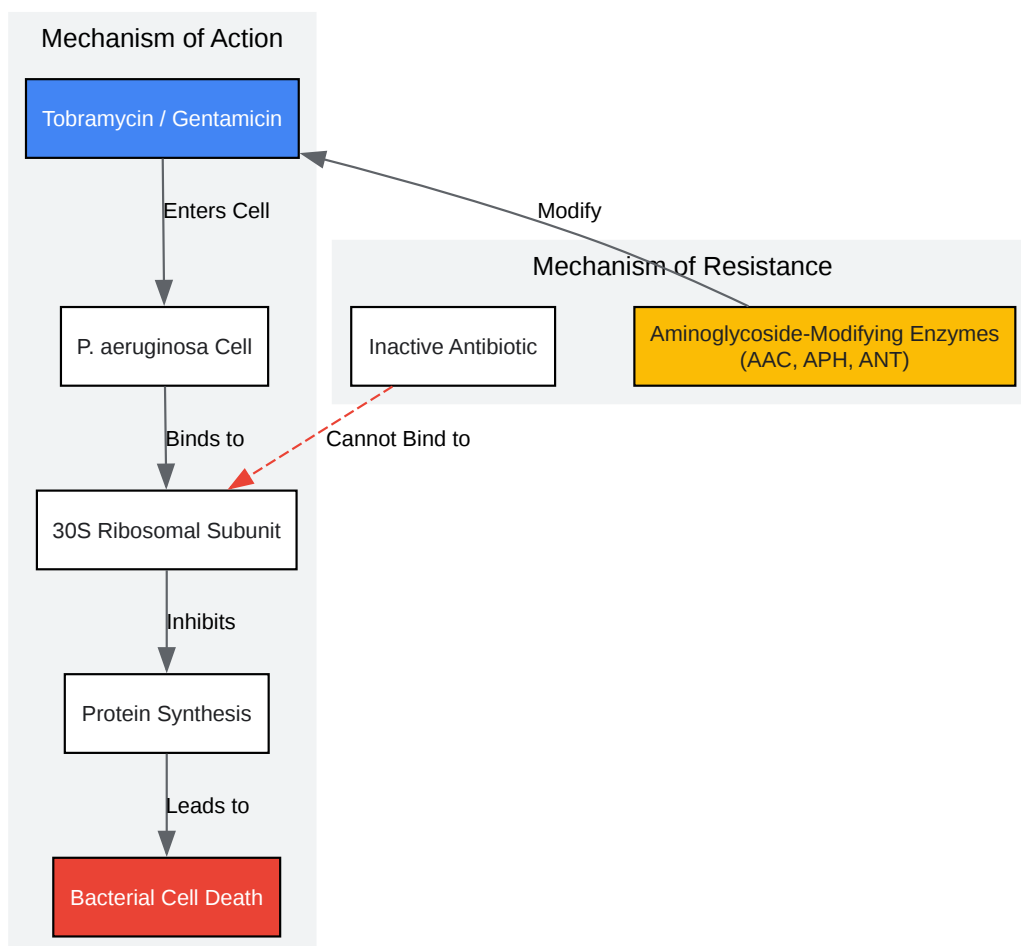 Mechanism of Action
Tobramycin / Gentamicin
Enters Cell
Modify
Mechanism of Resistance
P. aeruginosa Cell
Inactive Antibiotic
Aminoglycoside-Modifying Enzymes
(AAC, APH, ANT)
Binds to
Cannot Bind to
30S Ribosomal Subunit
Inhibits
Protein Synthesis
Leads to
Bacterial Cell Death